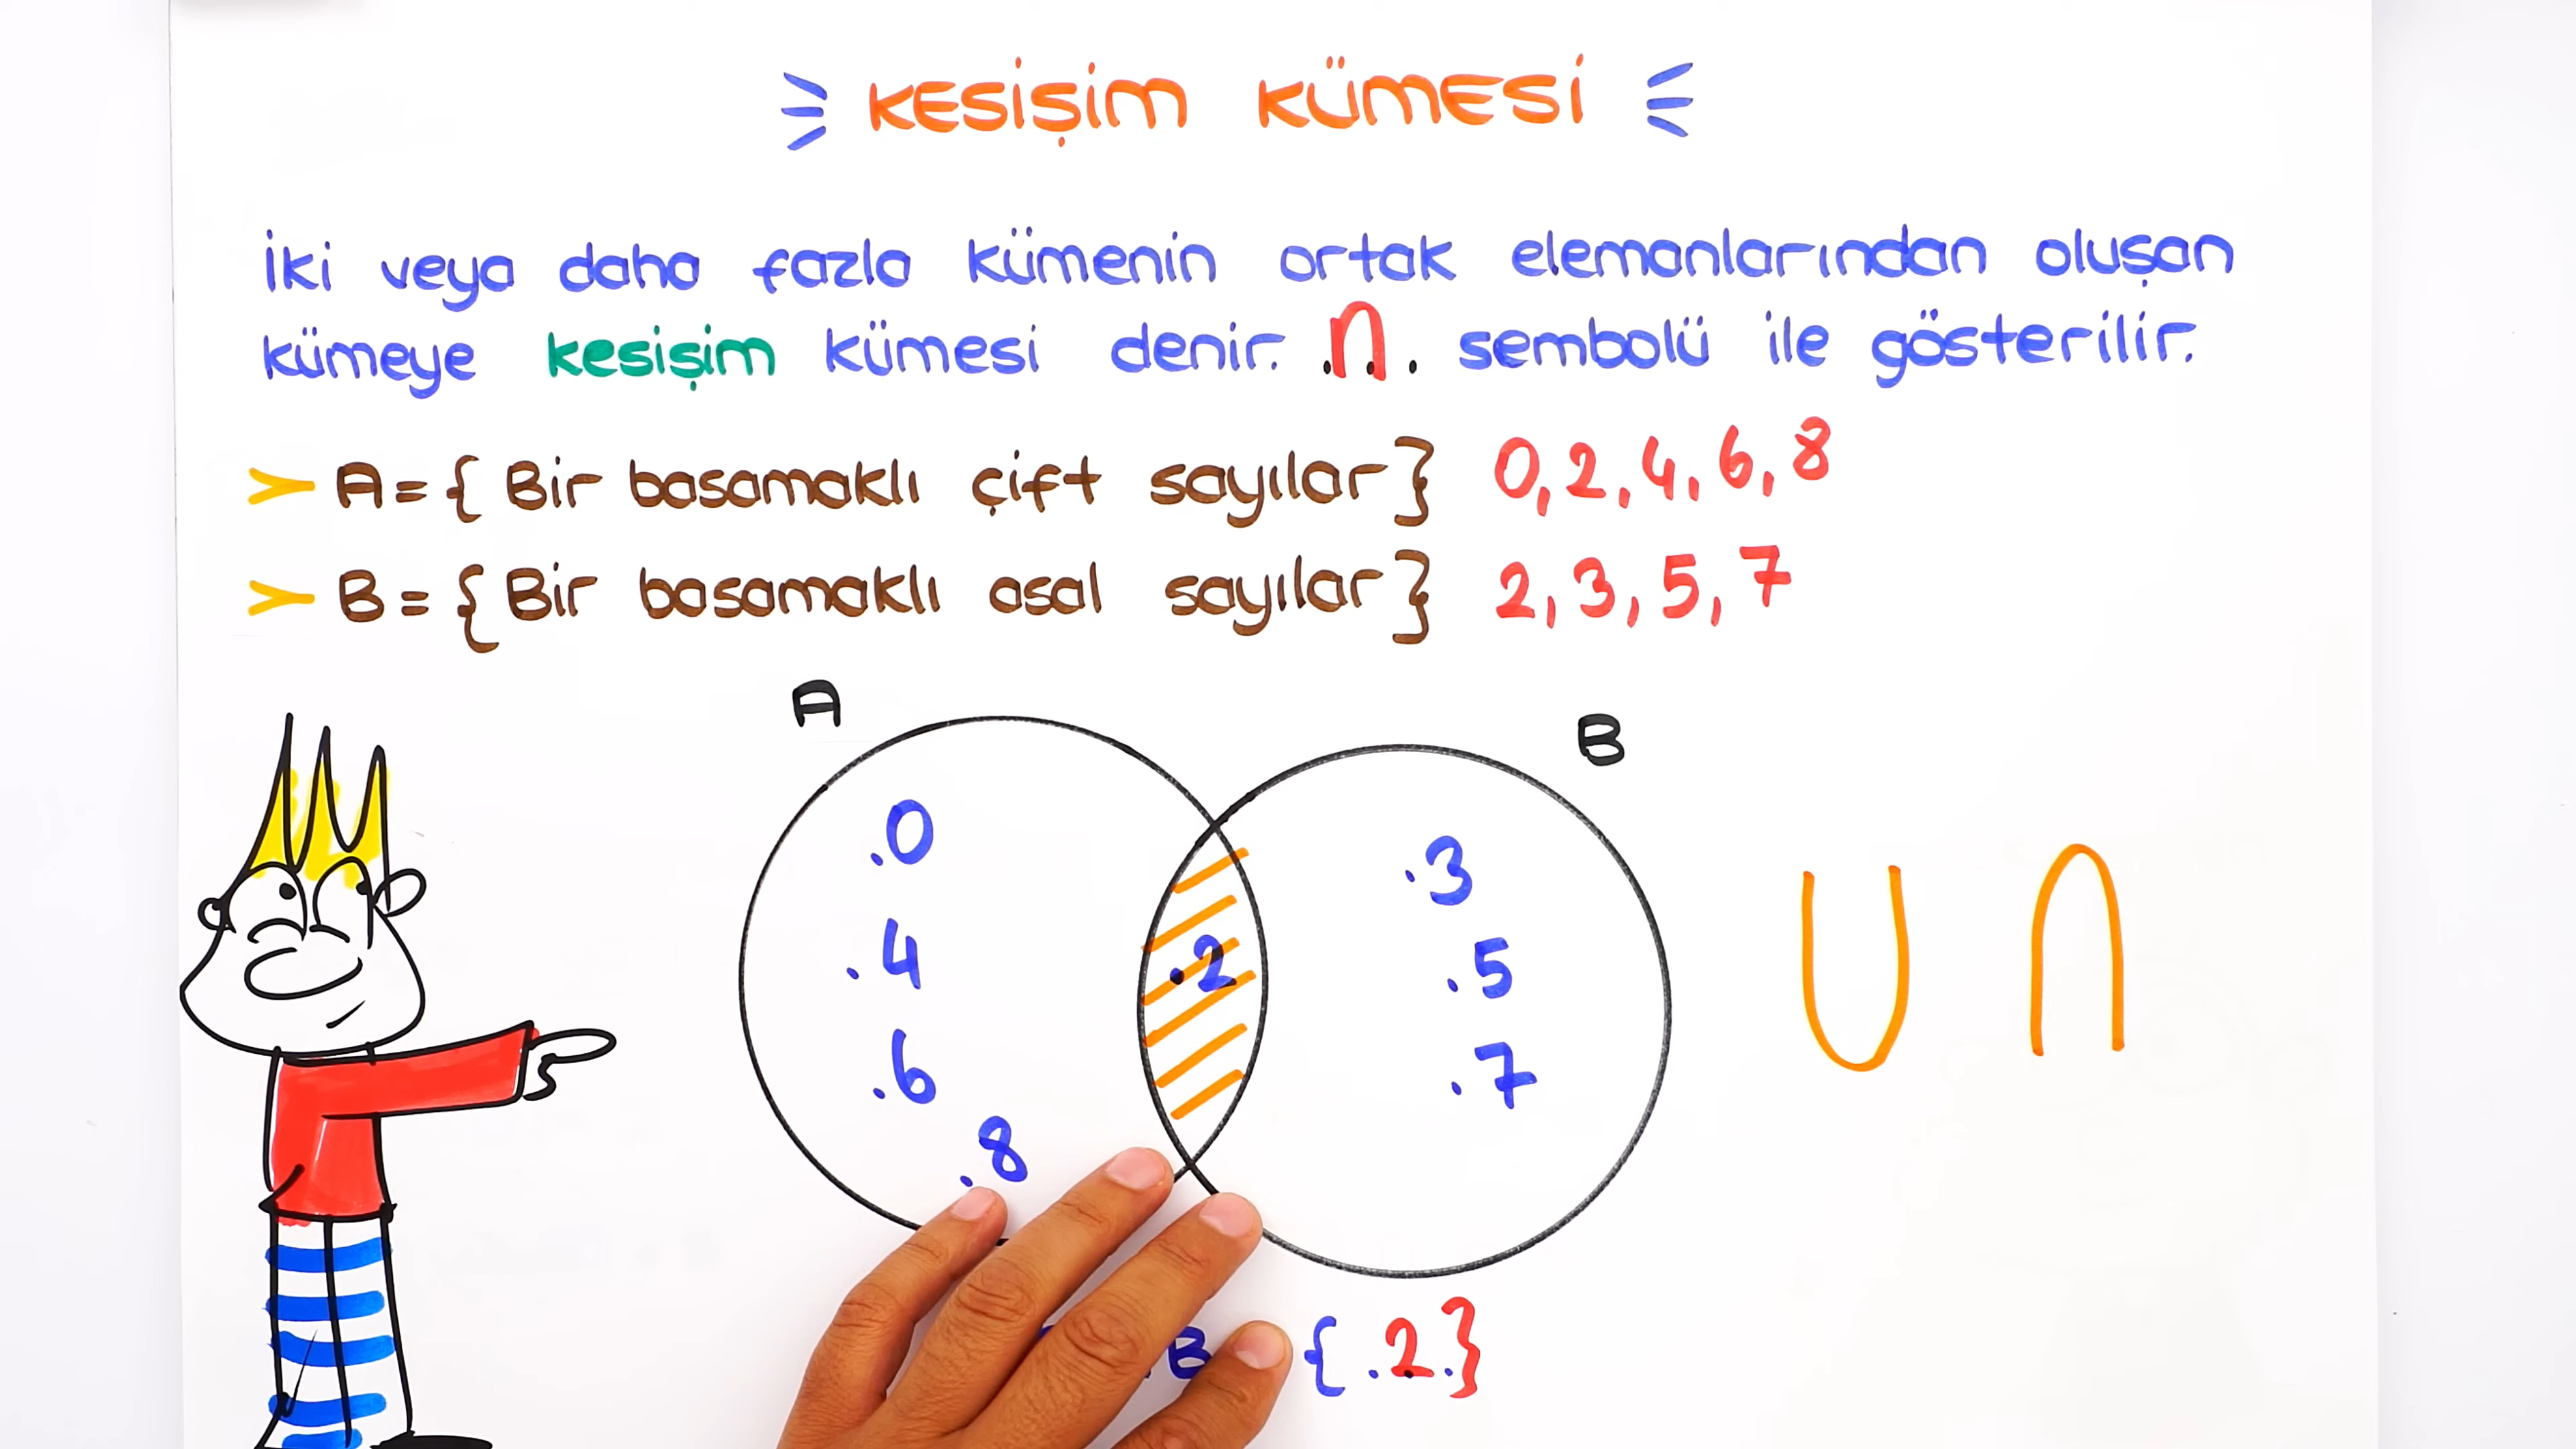 KESİŞİM KÜMESİ
İki veya daha fazla kümenin ortak elemanlarından oluşan
kümeye kesişim kümesi denir. .∩. sembolü ile gösterilir.
A = { Bir basamaklı çift sayılar } 0, 2, 4, 6, 8
B = { Bir basamaklı asal sayılar } 2, 3, 5, 7
A
B
.0
.4
.6
.8
.2
.3
.5
.7
U ∩
B { .2. }